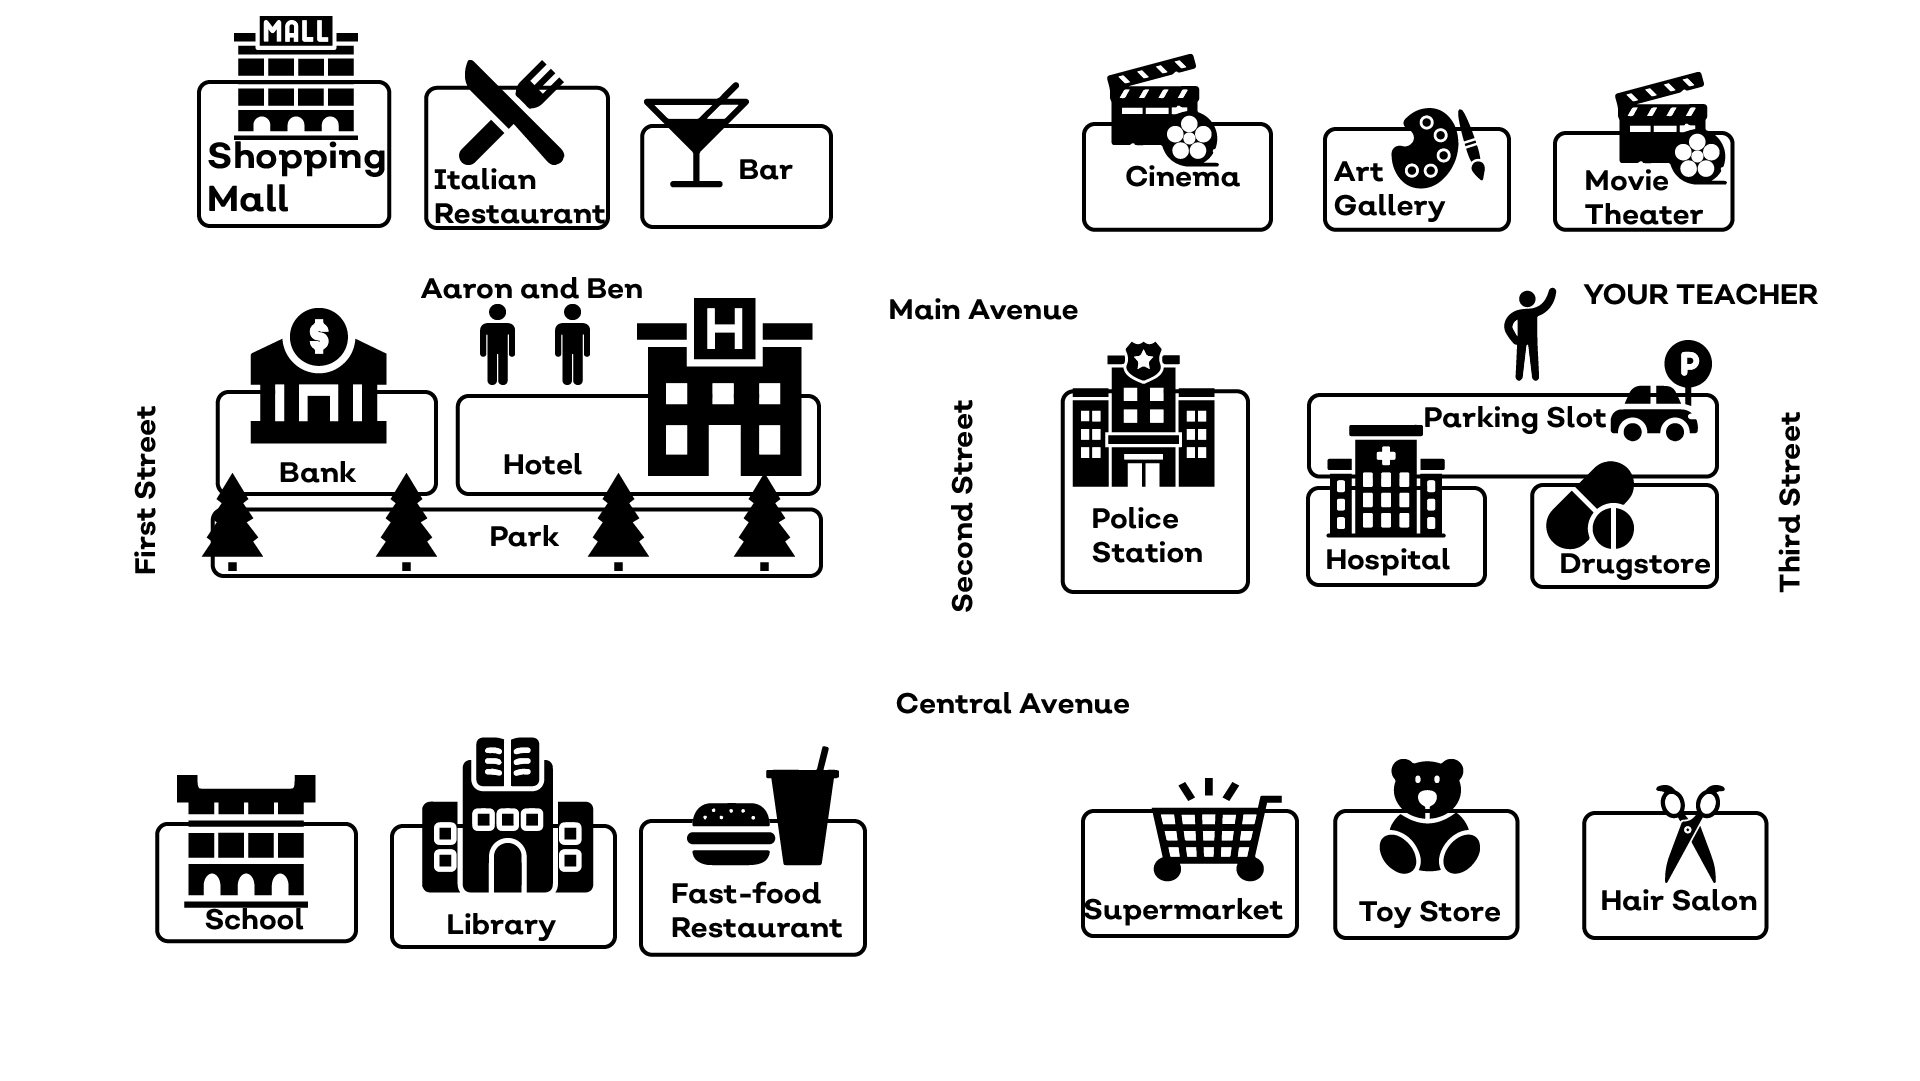 MALL
Shopping
Mall
Italian
Restaurant
Bar
Cinema
Art
Gallery
Movie
Theater
Aaron and Ben
Main Avenue
YOUR TEACHER
$
H
P
Parking Slot
First Street
Bank
Hotel
Park
Second Street
Police
Station
Hospital
Drugstore
Third Street
Central Avenue
School
Library
Fast-food
Restaurant
Supermarket
Toy Store
Hair Salon